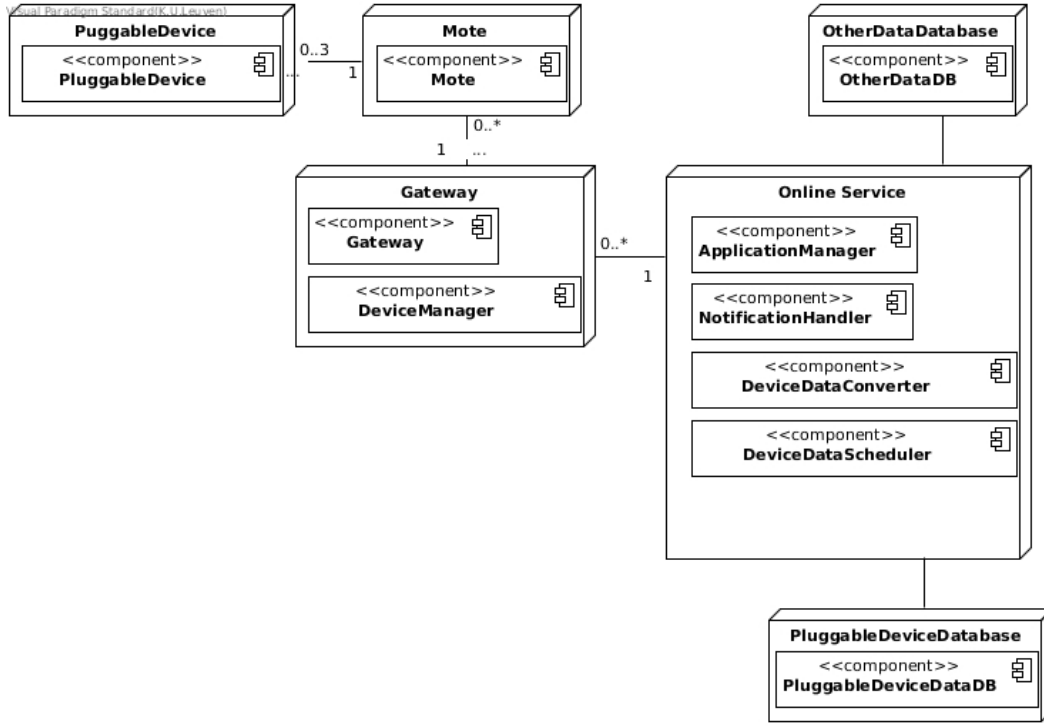 Visual Paradigm Standard(K.U.Leuven)
PuggableDevice
<<component>>
PluggableDevice
0..3
...
1
Mote
<<component>>
Mote
OtherDataDatabase
<<component>>
OtherDataDB
0..*
1
...
Gateway
<<component>>
Gateway
<<component>>
DeviceManager
0..*
1
Online Service
<<component>>
ApplicationManager
<<component>>
NotificationHandler
<<component>>
DeviceDataConverter
<<component>>
DeviceDataScheduler
PluggableDeviceDatabase
<<component>>
PluggableDeviceDataDB